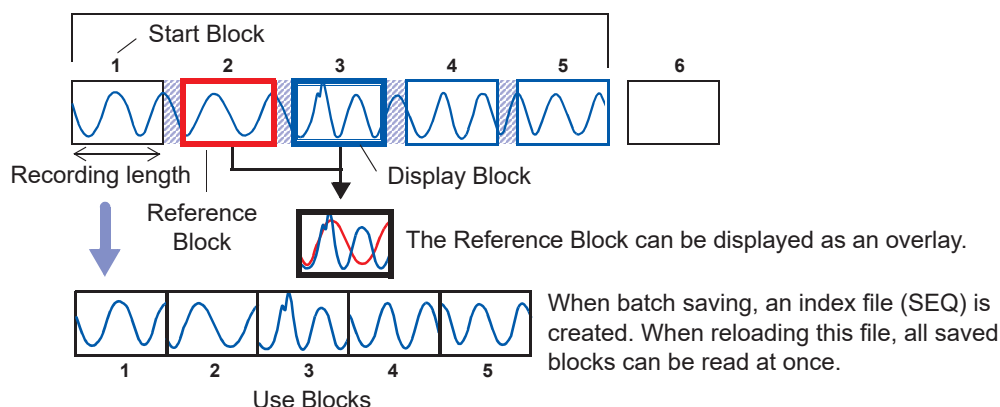 Start Block
1 2 3 4 5 6
Recording length
Display Block
Reference
Block
The Reference Block can be displayed as an overlay.
When batch saving, an index file (SEQ) is
created. When reloading this file, all saved
blocks can be read at once.
1 2 3 4 5
Use Blocks